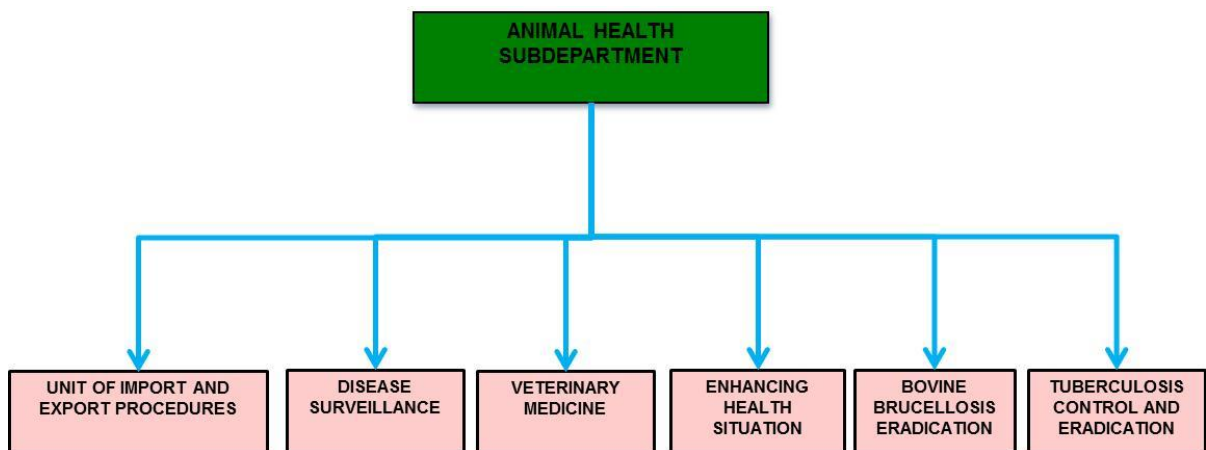 ANIMAL HEALTH
SUBDEPARTMENT
UNIT OF IMPORT AND
EXPORT PROCEDURES
DISEASE
SURVEILLANCE
VETERINARY
MEDICINE
ENHANCING
HEALTH
SITUATION
BOVINE
BRUCELLOSIS
ERADICATION
TUBERCULOSIS
CONTROL AND
ERADICATION